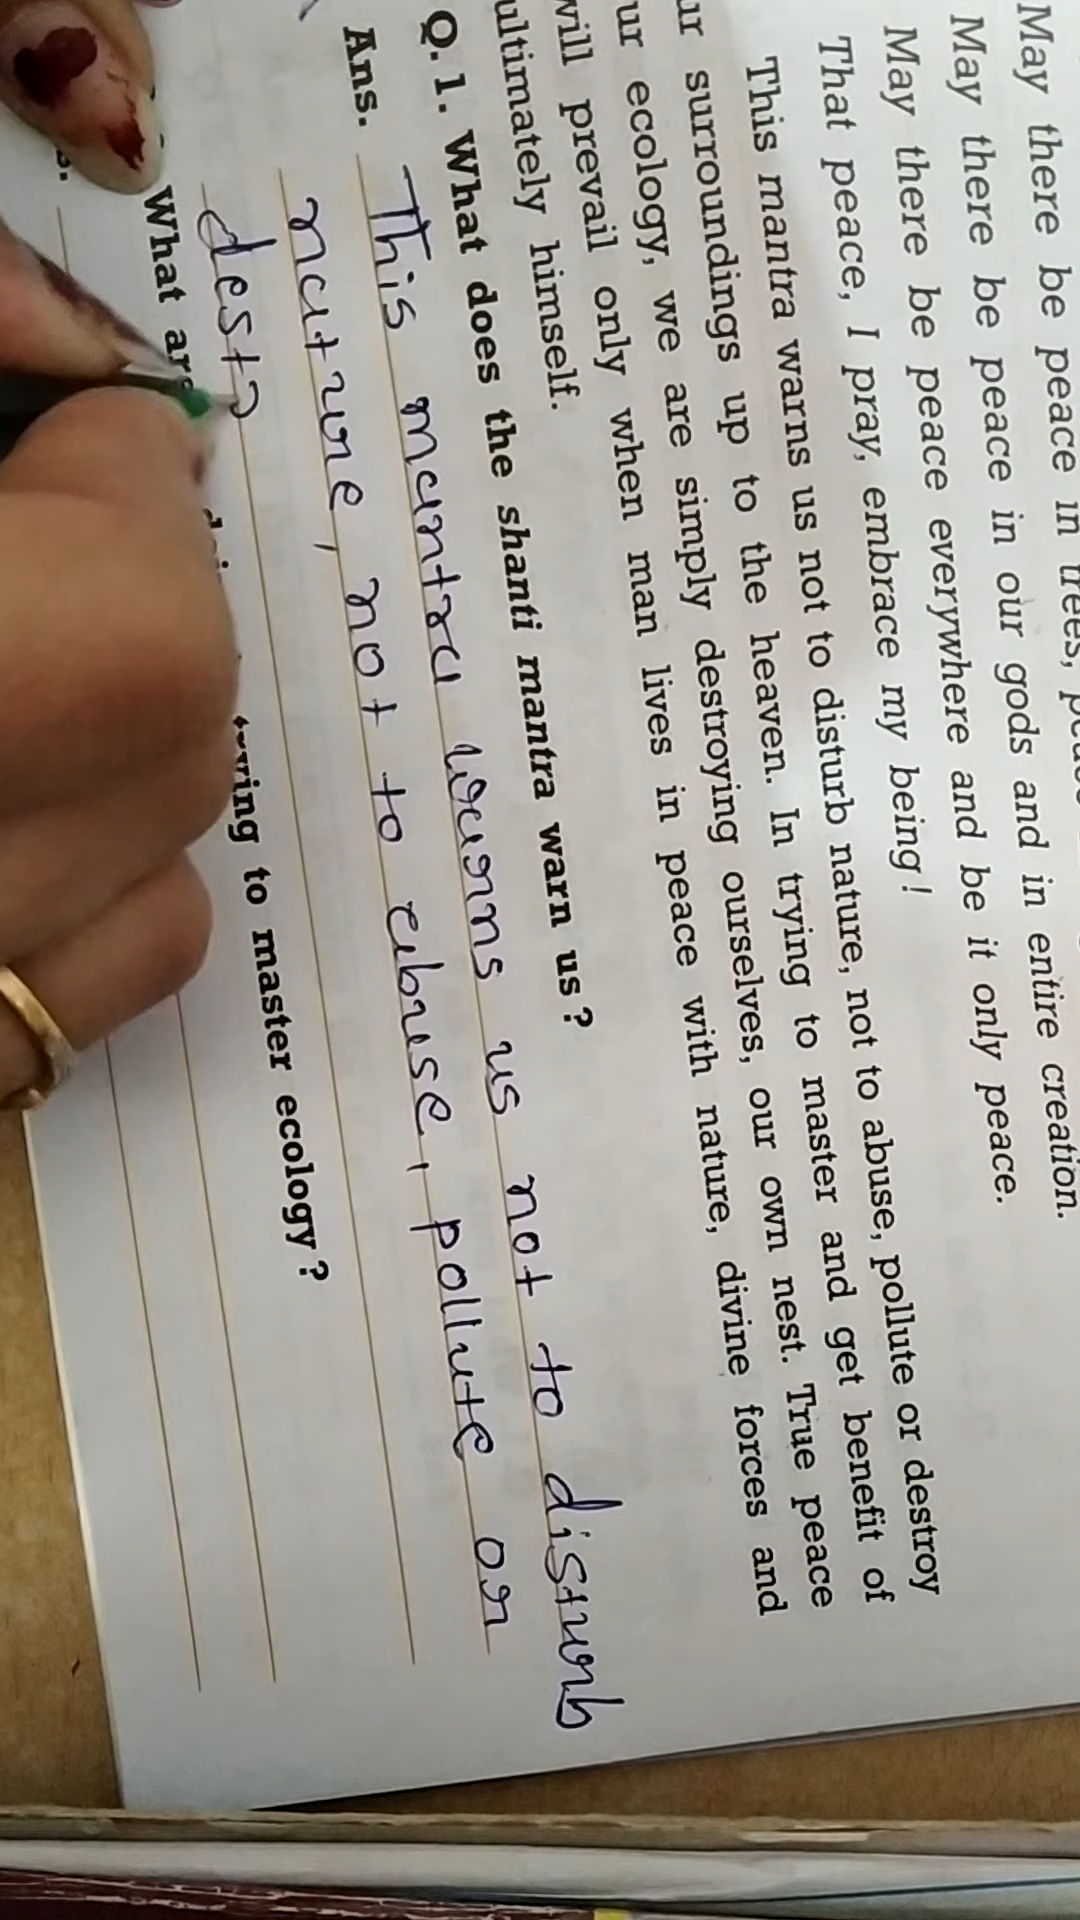 May there be peace in trees,
May there be peace in our gods and in entire creation.
May there be peace everywhere and be it only peace.
That peace, I pray, embrace my being!
This mantra warns us not to disturb nature, not to abuse, pollute or destroy
ur surroundings up to the heaven. In trying to master and get benefit of
ur ecology, we are simply destroying ourselves, our own nest. True peace
will prevail only when man lives in peace with nature, divine forces and
ultimately himself.
Q. 1. What does the shanti mantra warn us?
Ans. This mantra warns us not to disturb
nature, not to abuse, pollute or
destr
What are trying to master ecology?